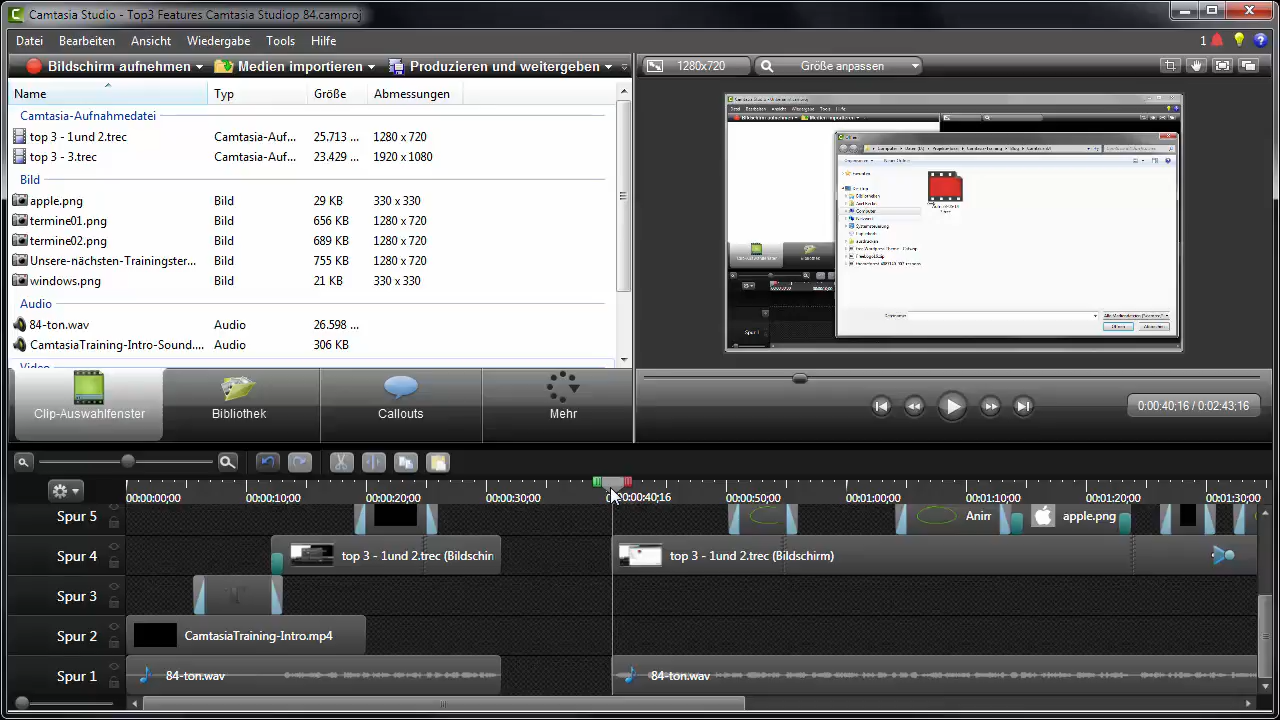 Camtasia Studio - Top3 Features Camtasia Studiop 84.camproj
Datei Bearbeiten Ansicht Wiedergabe Tools Hilfe 1
Bildschirm aufnehmen Medien importieren Produzieren und weitergeben 1280x720 Größe anpassen
Name Typ Größe Abmessungen
Camtasia-Aufnahmedatei
top 3 - 1und 2.trec Camtasia-Auf... 57.713 ... 1280 x 720
top 3 - 3.trec Camtasia-Auf... 23.429 ... 1920 x 1080
Bild
apple.png Bild 29 KB 330 x 330
termine01.png Bild 656 KB 1280 x 720
termine02.png Bild 689 KB 1280 x 720
Unsere-nächsten-Trainer... Bild 755 KB 1280 x 720
windows.png Bild 21 KB 330 x 330
Audio
84-ton.wav Audio 26.598 ...
CamtasiaTraining-Intro-Sound.... Audio 306 KB
Video
Clip-Auswahlfenster Bibliothek Callouts Mehr
0:00:40;16 / 0:02:43;16
00:00:00;00 00:00:10;00 00:00:20;00 00:00:30;00 00:00:40;16 00:00:50;00 00:01:00;00 00:01:10;00 00:01:20;00 00:01:30;00
Spur 5 Anim apple.png
Spur 4 top 3 - 1und 2.trec (Bildschirm top 3 - 1und 2.trec (Bildschirm)
Spur 3
Spur 2 CamtasiaTraining-Intro.mp4
Spur 1 84-ton.wav 84-ton.wav